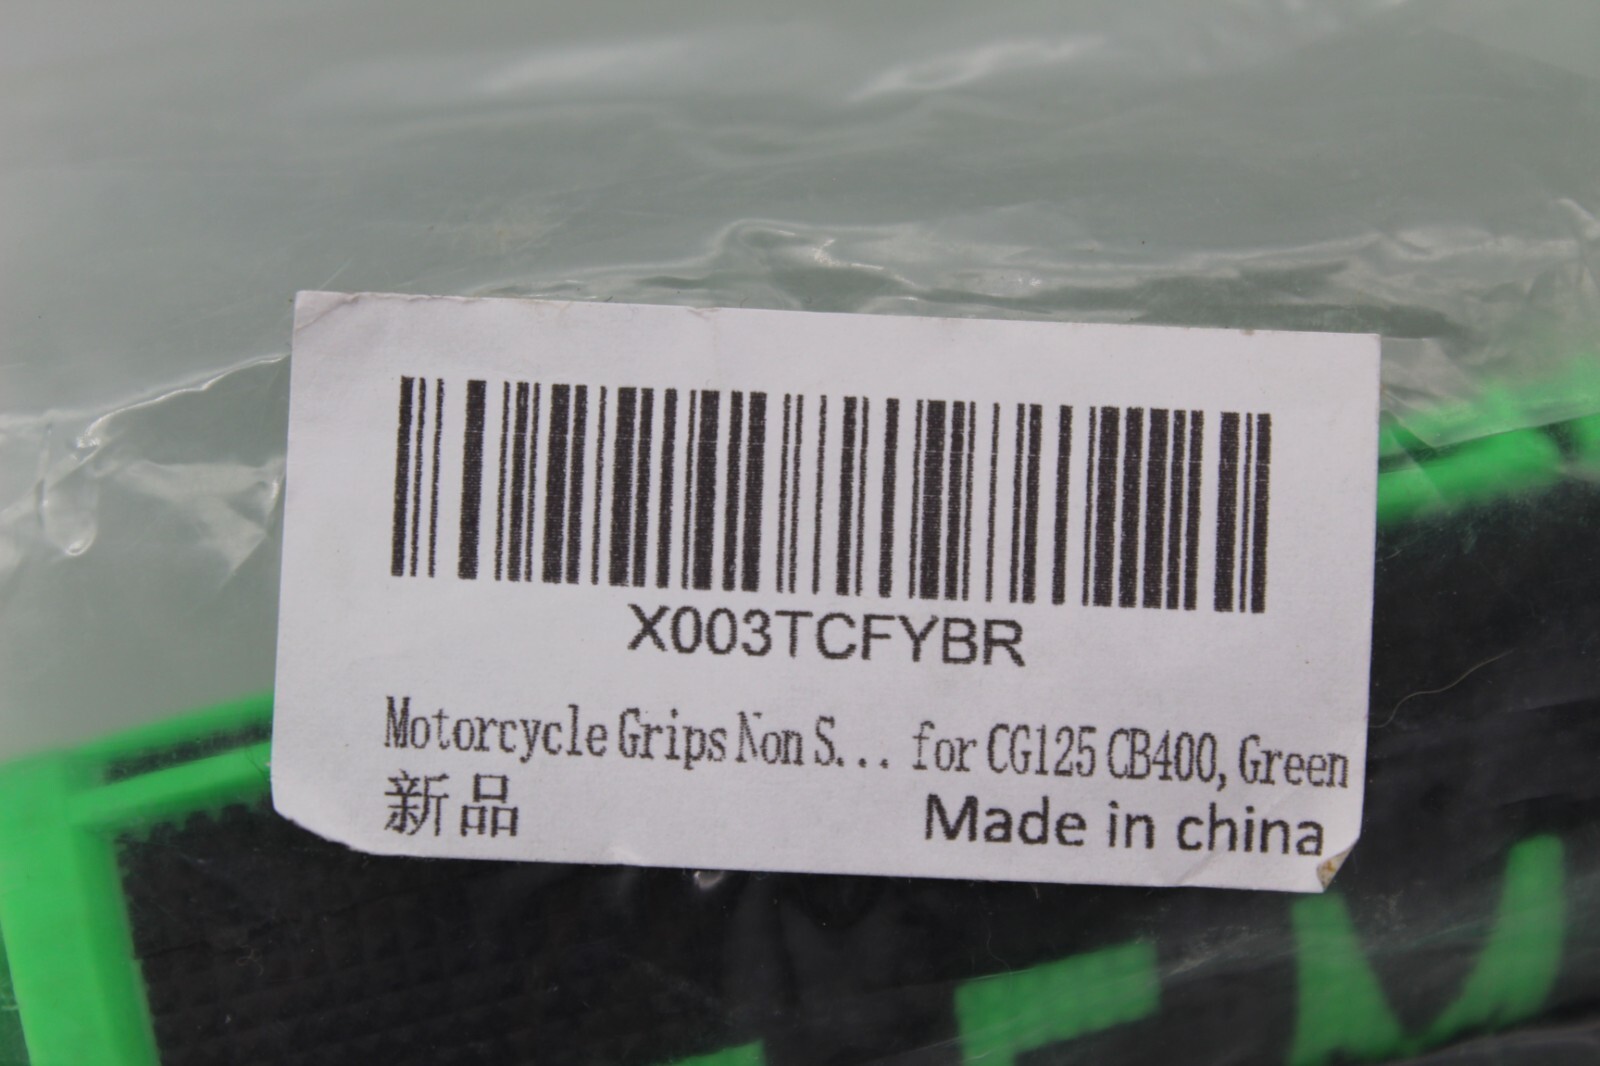 X003TCFYBR
Motorcycle Grips Non S... for CG125 CB400, Green
新品 Made in china